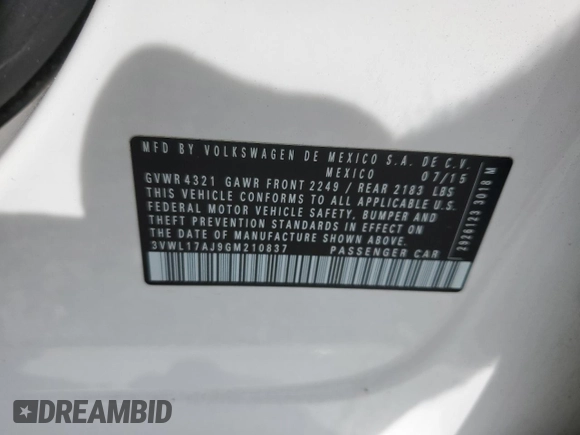 MFD BY VOLKSWAGEN DE MEXICO S.A. DE C.V.
MEXICO 07/15
GVWR 4321 GAWR FRONT 2249 / REAR 2183 LBS
THIS VEHICLE CONFORMS TO ALL APPLICABLE U.S.
FEDERAL MOTOR VEHICLE SAFETY, BUMPER AND
THEFT PREVENTION STANDARDS IN EFFECT ON
THE DATE OF MANUFACTURE SHOWN ABOVE.
3VWL17AJ9GM210837 PASSENGER CAR
2926123 3018 M
DREAMBID